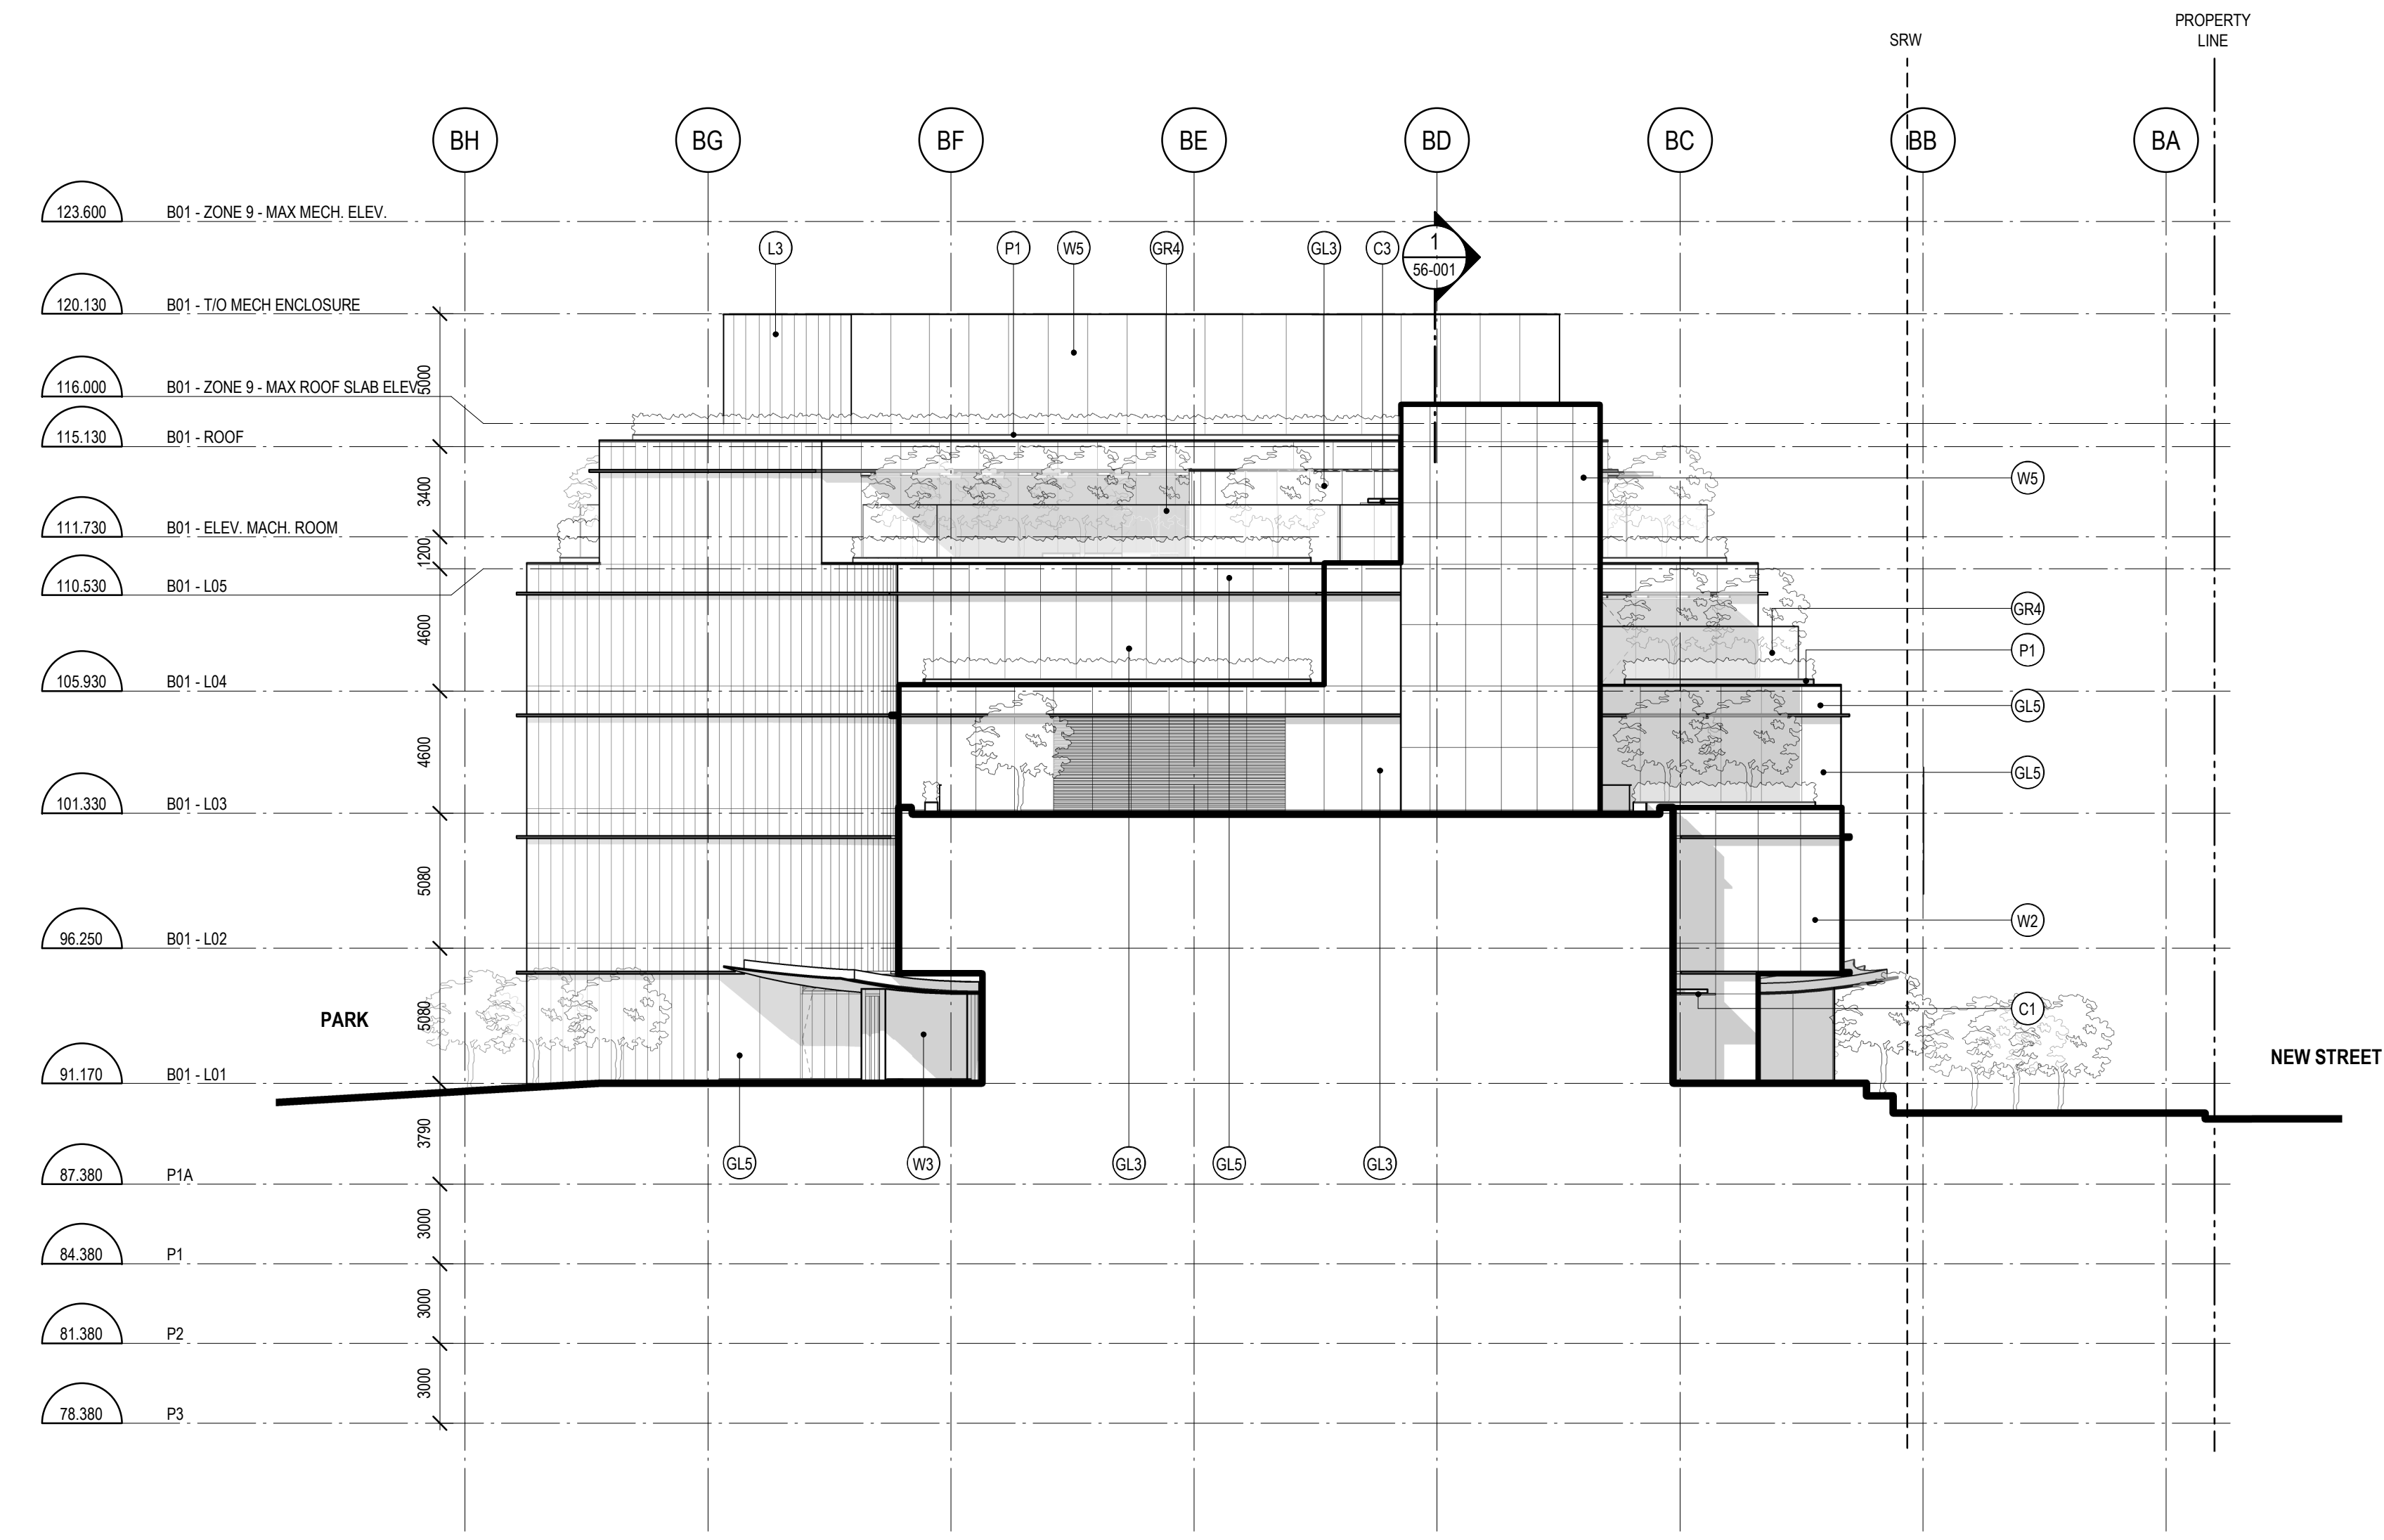 PROPERTY
LINE
SRW
BH
BG
BF
BE
BD
BC
BB
BA
123.600 B01 - ZONE 9 - MAX MECH. ELEV.
L3
P1
W5
GR4
GL3
C3
1
56-001
120.130 B01 - T/O MECH ENCLOSURE
5000
116.000 B01 - ZONE 9 - MAX ROOF SLAB ELEV.
115.130 B01 - ROOF
3400
W5
111.730 B01 - ELEV. MACH. ROOM
1200
110.530 B01 - L05
GR4
4600
P1
105.930 B01 - L04
GL5
4600
GL5
101.330 B01 - L03
5080
W2
96.250 B01 - L02
C1
5080
PARK
NEW STREET
91.170 B01 - L01
3790
GL5
W3
GL3
GL5
GL3
87.380 P1A
3000
84.380 P1
3000
81.380 P2
3000
78.380 P3